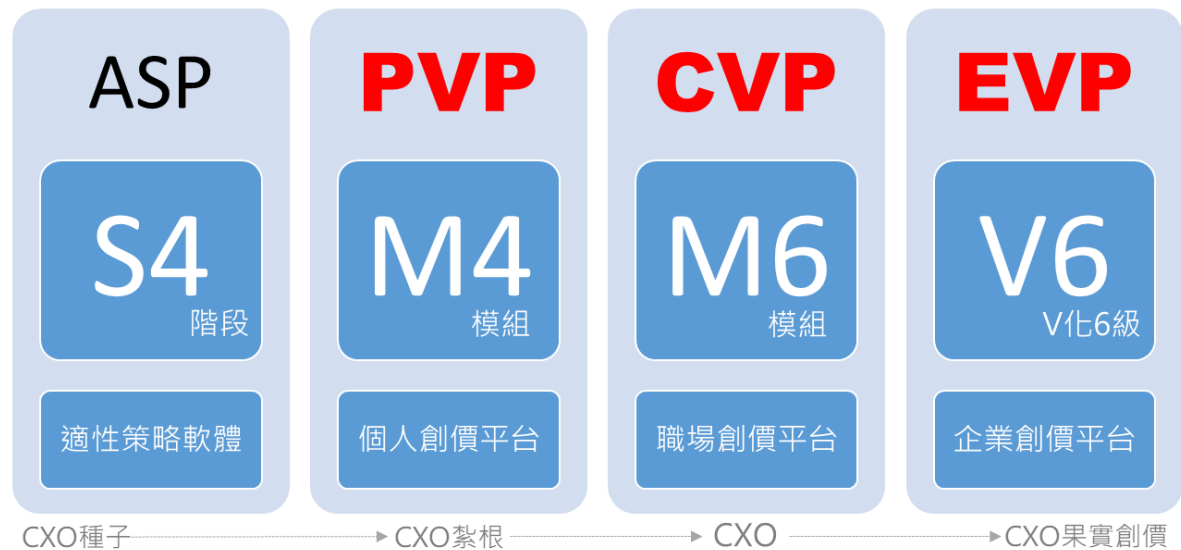 ASP
S4
階段
適性策略軟體
PVP
M4
模組
個人創價平台
CVP
M6
模組
職場創價平台
EVP
V6
V化6級
企業創價平台
CXO種子
CXO紮根
CXO
CXO果實創價